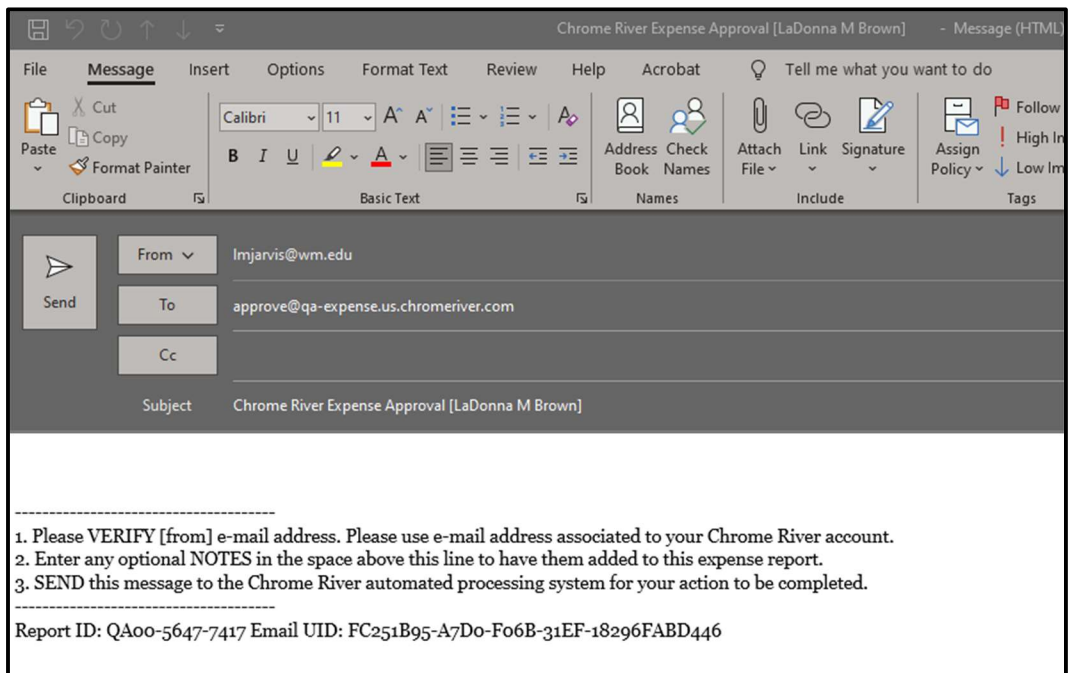 Chrome River Expense Approval [LaDonna M Brown] - Message (HTML)
File Message Insert Options Format Text Review Help Acrobat Tell me what you want to do
Paste
Cut
Copy
Format Painter
Clipboard
Calibri 11
B I U
Basic Text
Address Book
Check Names
Names
Attach File
Link
Signature
Include
Assign Policy
Follow
High
Low
Tags
Send
From lmjarvis@wm.edu
To approve@qa-expense.us.chromeriver.com
Cc
Subject Chrome River Expense Approval [LaDonna M Brown]
--------------------------------------
1. Please VERIFY [from] e-mail address. Please use e-mail address associated to your Chrome River account.
2. Enter any optional NOTES in the space above this line to have them added to this expense report.
3. SEND this message to the Chrome River automated processing system for your action to be completed.
--------------------------------------
Report ID: QA00-5647-7417 Email UID: FC251B95-A7D0-F06B-31EF-18296FABD446